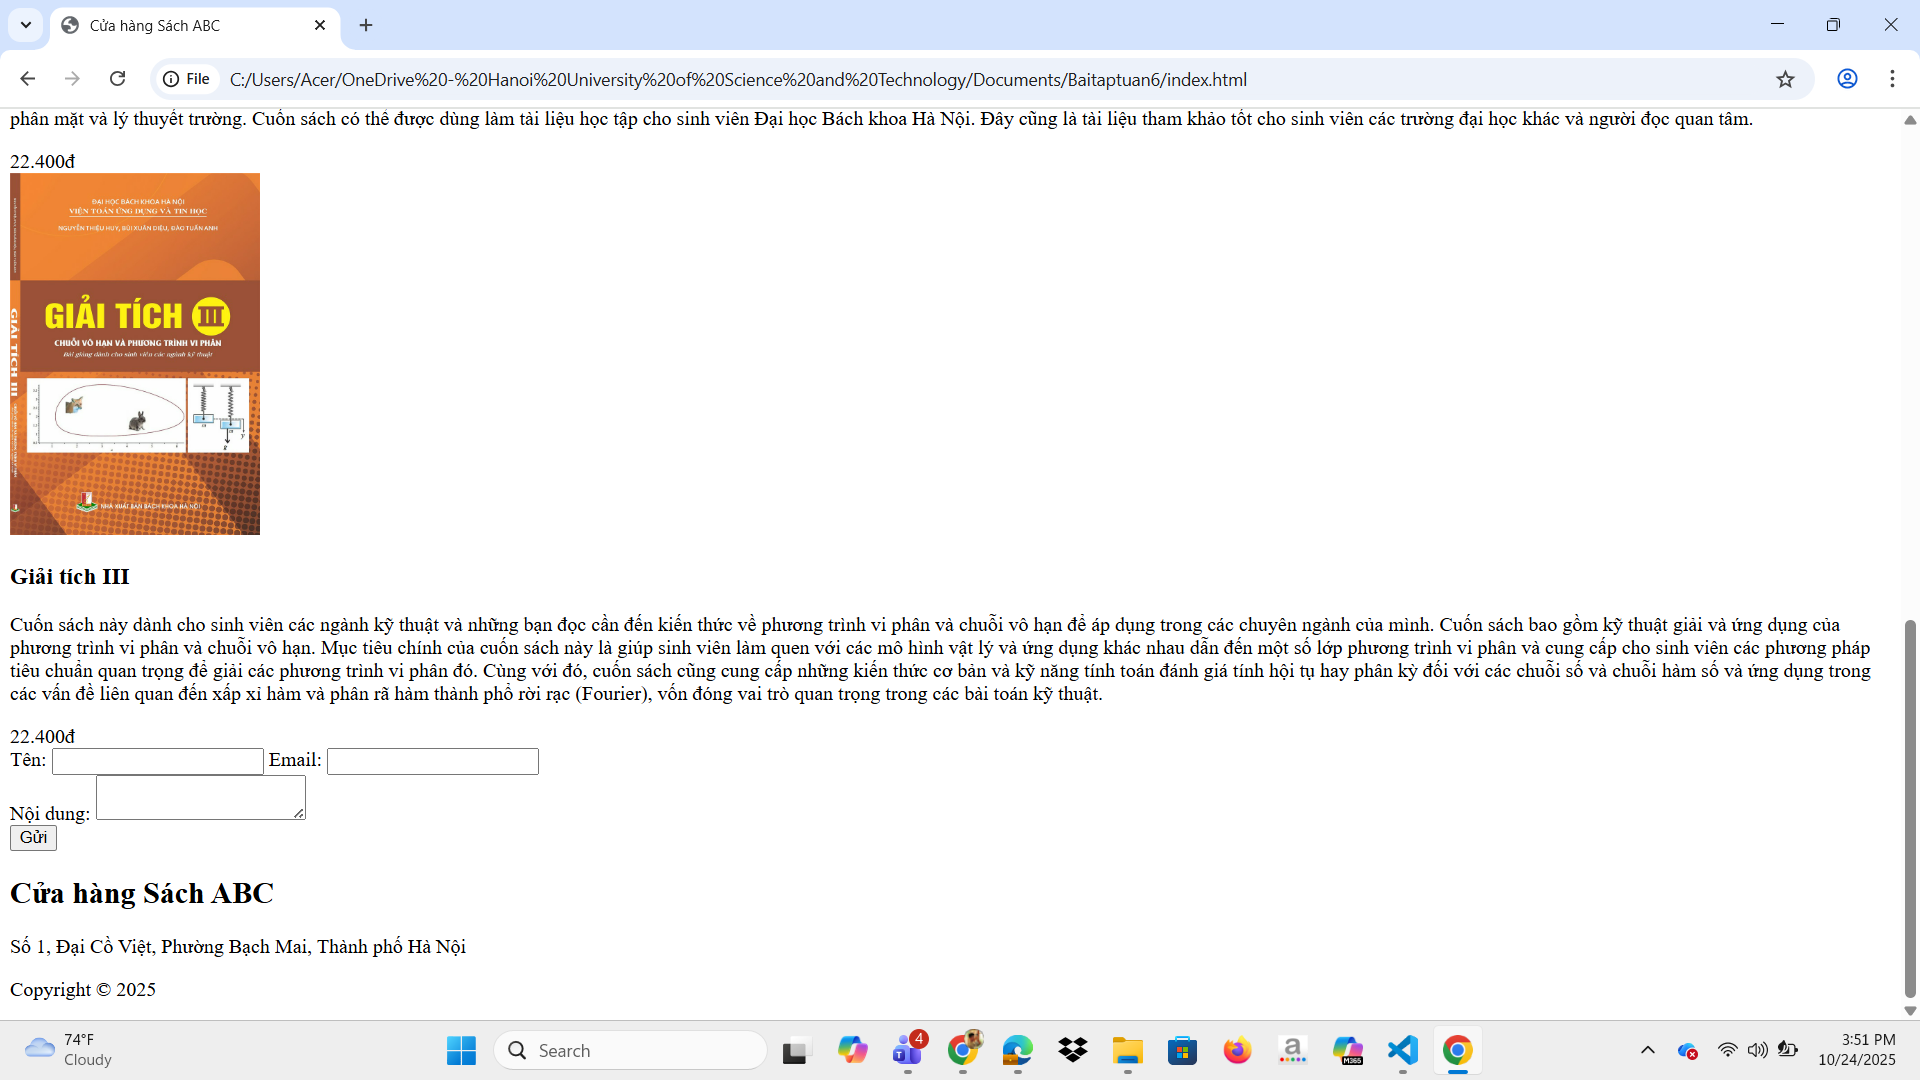 Cửa hàng Sách ABC
File
C:/Users/Acer/OneDrive%20-%20Hanoi%20University%20of%20Science%20and%20Technology/Documents/Baitaptuan6/index.html
phân mặt và lý thuyết trường. Cuốn sách có thể được dùng làm tài liệu học tập cho sinh viên Đại học Bách khoa Hà Nội. Đây cũng là tài liệu tham khảo tốt cho sinh viên các trường đại học khác và người đọc quan tâm.
22.400đ
ĐẠI HỌC BÁCH KHOA HÀ NỘI
VIỆN TOÁN ỨNG DỤNG VÀ TIN HỌC
NGUYỄN THIỆU HUY, BÙI XUÂN DIỆU, ĐÀO TUẤN ANH
GIẢI TÍCH III
CHUỖI VÔ HẠN VÀ PHƯƠNG TRÌNH VI PHÂN
Bài giảng dành cho sinh viên các ngành kỹ thuật
GIẢI TÍCH III
NHÀ XUẤT BẢN BÁCH KHOA HÀ NỘI
Giải tích III
Cuốn sách này dành cho sinh viên các ngành kỹ thuật và những bạn đọc cần đến kiến thức về phương trình vi phân và chuỗi vô hạn để áp dụng trong các chuyên ngành của mình. Cuốn sách bao gồm kỹ thuật giải và ứng dụng của
phương trình vi phân và chuỗi vô hạn. Mục tiêu chính của cuốn sách này là giúp sinh viên làm quen với các mô hình vật lý và ứng dụng khác nhau dẫn đến một số lớp phương trình vi phân và cung cấp cho sinh viên các phương pháp
tiêu chuẩn quan trọng để giải các phương trình vi phân đó. Cùng với đó, cuốn sách cũng cung cấp những kiến thức cơ bản và kỹ năng tính toán đánh giá tính hội tụ hay phân kỳ đối với các chuỗi số và chuỗi hàm số và ứng dụng trong
các vấn đề liên quan đến xấp xỉ hàm và phân rã hàm thành phổ rời rạc (Fourier), vốn đóng vai trò quan trọng trong các bài toán kỹ thuật.
22.400đ
Tên: Email:
Nội dung:
Gửi
Cửa hàng Sách ABC
Số 1, Đại Cồ Việt, Phường Bạch Mai, Thành phố Hà Nội
Copyright © 2025
74°F
Cloudy
Search
4
M365
3:51 PM
10/24/2025